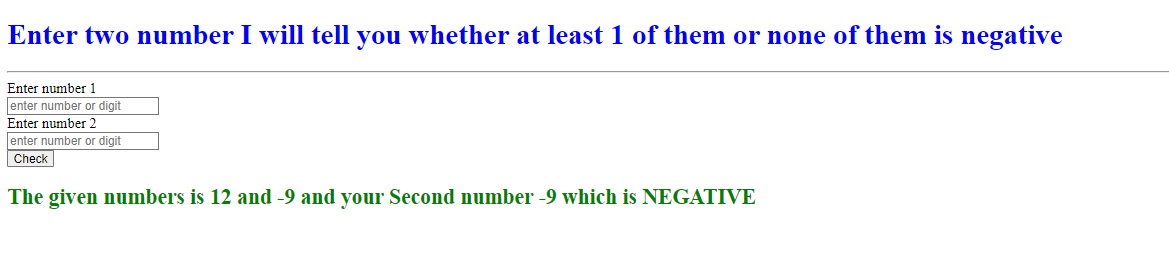 Enter two number I will tell you whether at least 1 of them or none of them is negative
Enter number 1
enter number or digit
Enter number 2
enter number or digit
Check
The given numbers is 12 and -9 and your Second number -9 which is NEGATIVE